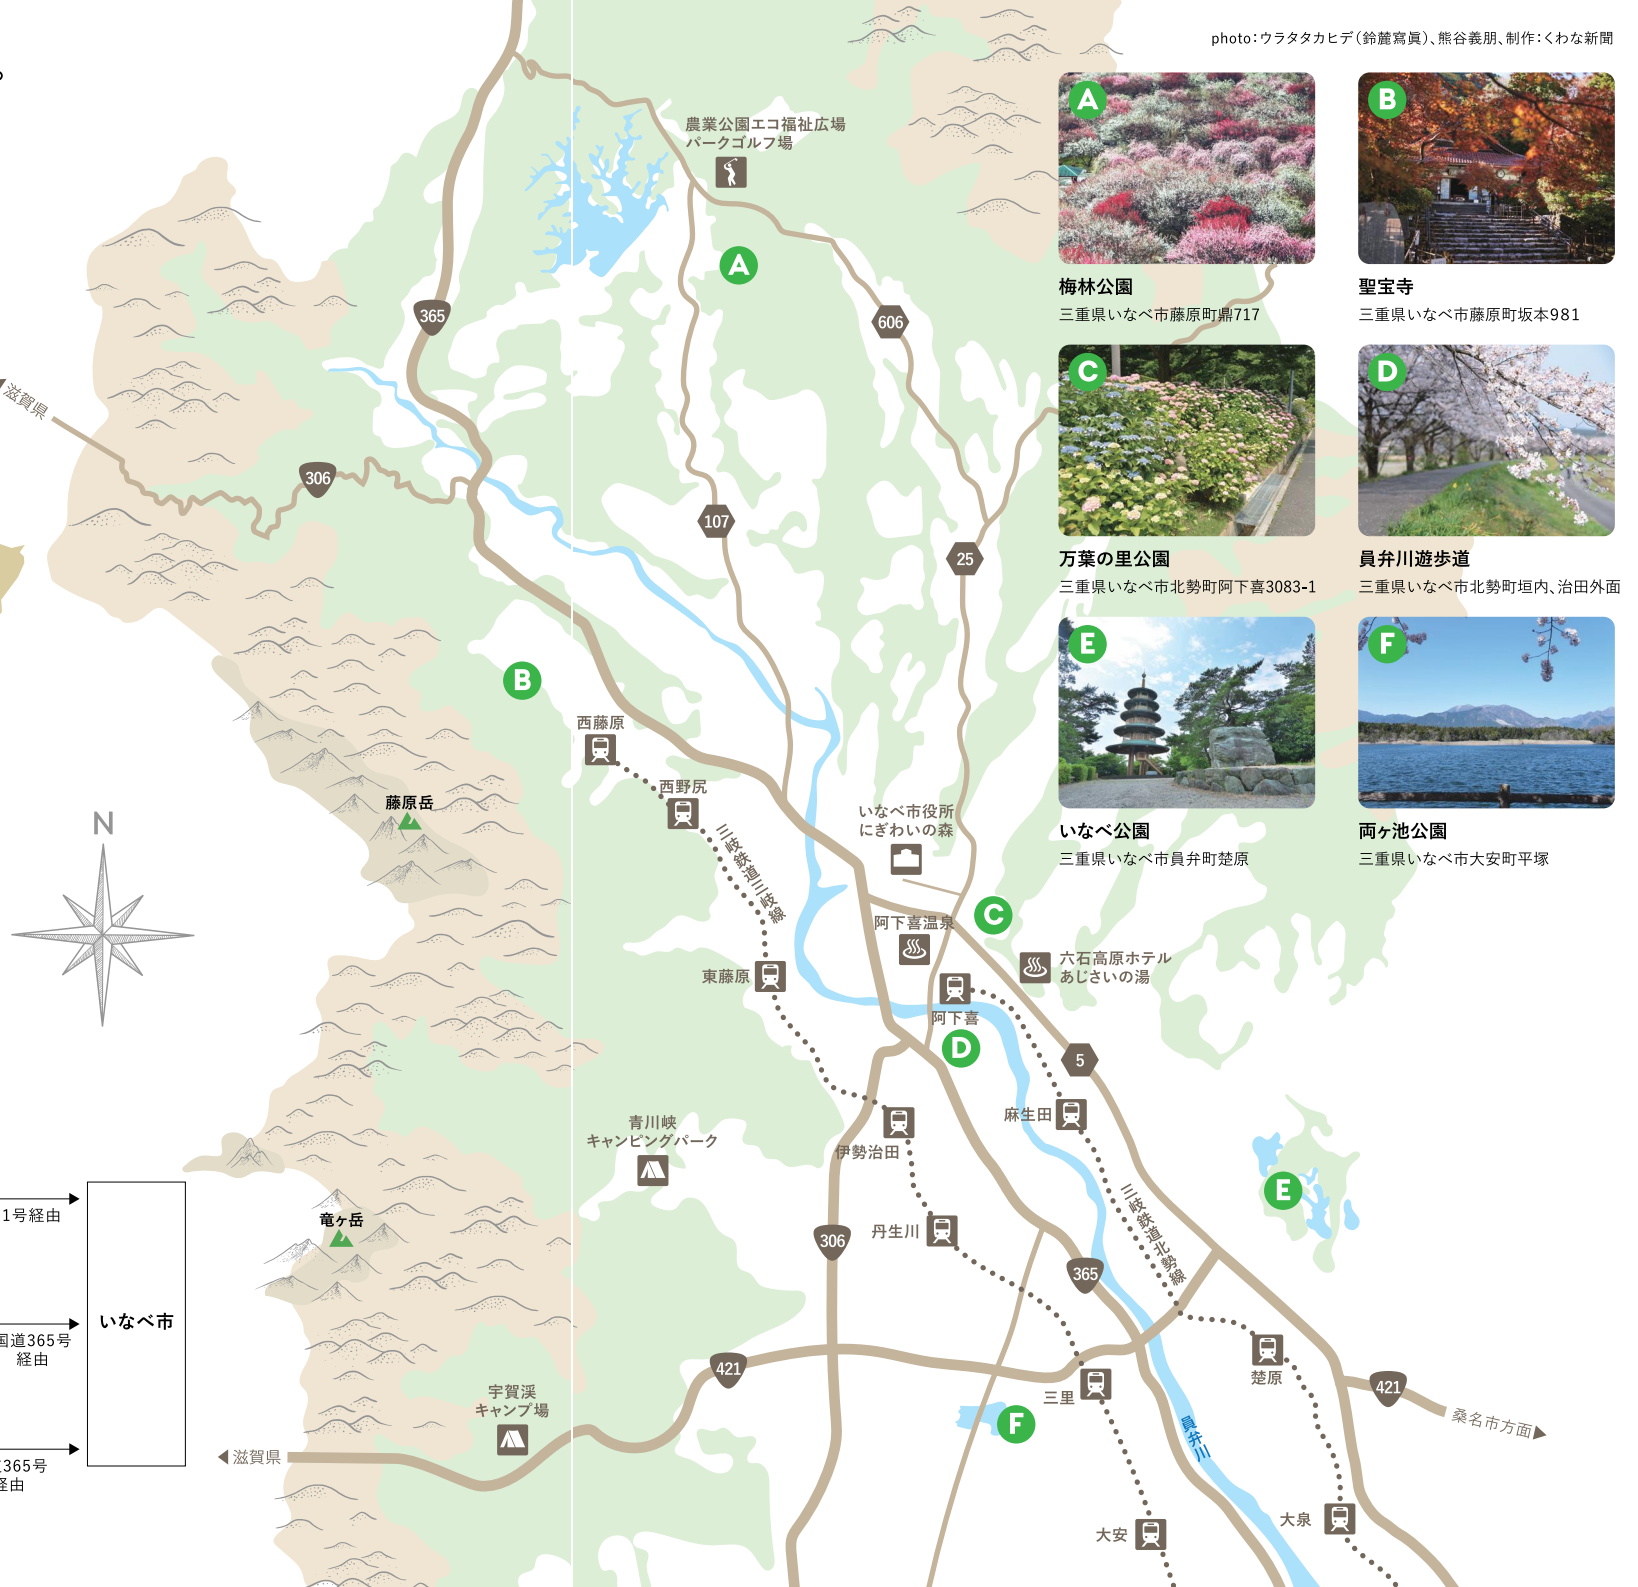 photo：ウラタタカヒデ（鈴麓寫眞）、熊谷義朋、制作：くわな新聞
A
梅林公園
三重県いなべ市藤原町鼎717
B
聖宝寺
三重県いなべ市藤原町坂本981
C
万葉の里公園
三重県いなべ市北勢町阿下喜3083-1
D
員弁川遊歩道
三重県いなべ市北勢町垣内、治田外面
E
いなべ公園
三重県いなべ市員弁町楚原
F
両ヶ池公園
三重県いなべ市大安町平塚
農業公園エコ福祉広場
パークゴルフ場
A
365
606
滋賀県
306
107
25
B
西藤原
西野尻
三岐鉄道三岐線
藤原岳
N
いなべ市役所
にぎわいの森
C
阿下喜温泉
六石高原ホテル
あじさいの湯
東藤原
阿下喜
D
5
麻生田
青川峡
キャンピングパーク
伊勢治田
三岐鉄道北勢線
E
1号経由
竜ヶ岳
丹生川
306
365
いなべ市
国道365号
経由
421
楚原
宇賀渓
キャンプ場
三里
421
桑名市方面
F
員弁川
滋賀県
365号
経由
大安
大泉